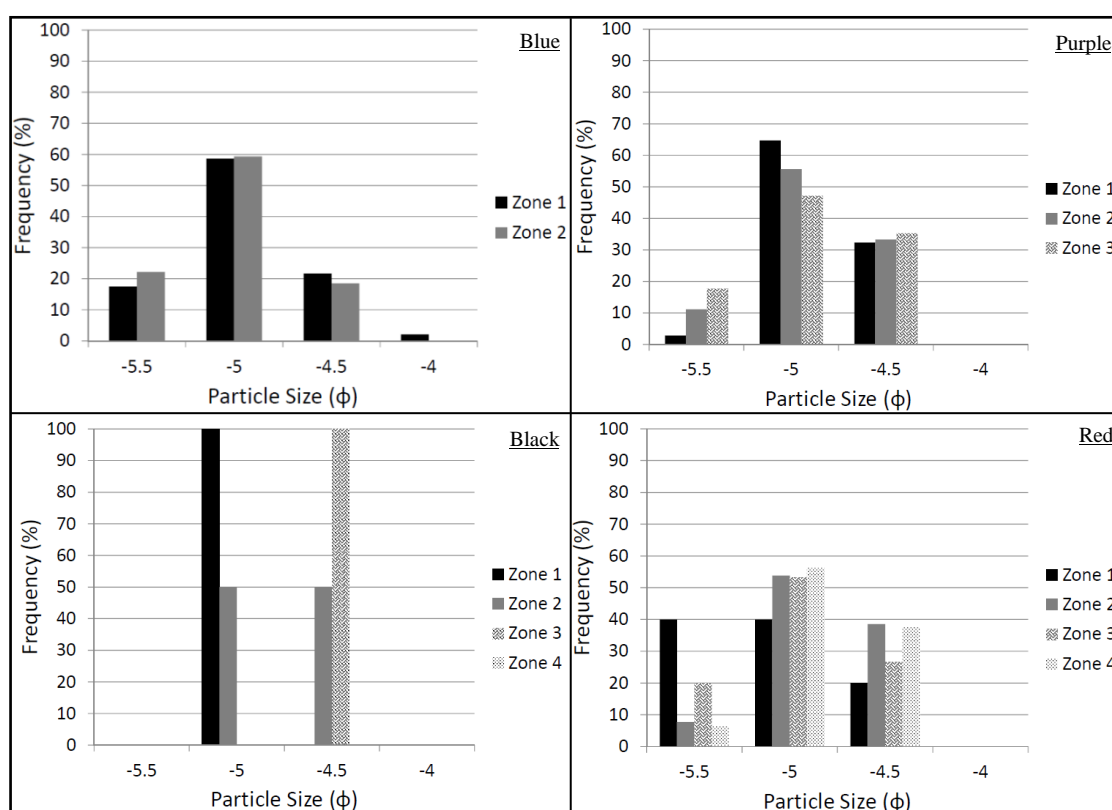 Blue
100
90
80
70
60
50
40
30
20
10
0
Frequency (%)
-5.5 -5 -4.5 -4
Particle Size (ϕ)
Zone 1
Zone 2
Purple
100
90
80
70
60
50
40
30
20
10
0
Frequency (%)
-5.5 -5 -4.5 -4
Particle Size (ϕ)
Zone 1
Zone 2
Zone 3
Black
100
90
80
70
60
50
40
30
20
10
0
Frequency (%)
-5.5 -5 -4.5 -4
Particle Size (ϕ)
Zone 1
Zone 2
Zone 3
Zone 4
Red
100
90
80
70
60
50
40
30
20
10
0
Frequency (%)
-5.5 -5 -4.5 -4
Particle Size (ϕ)
Zone 1
Zone 2
Zone 3
Zone 4